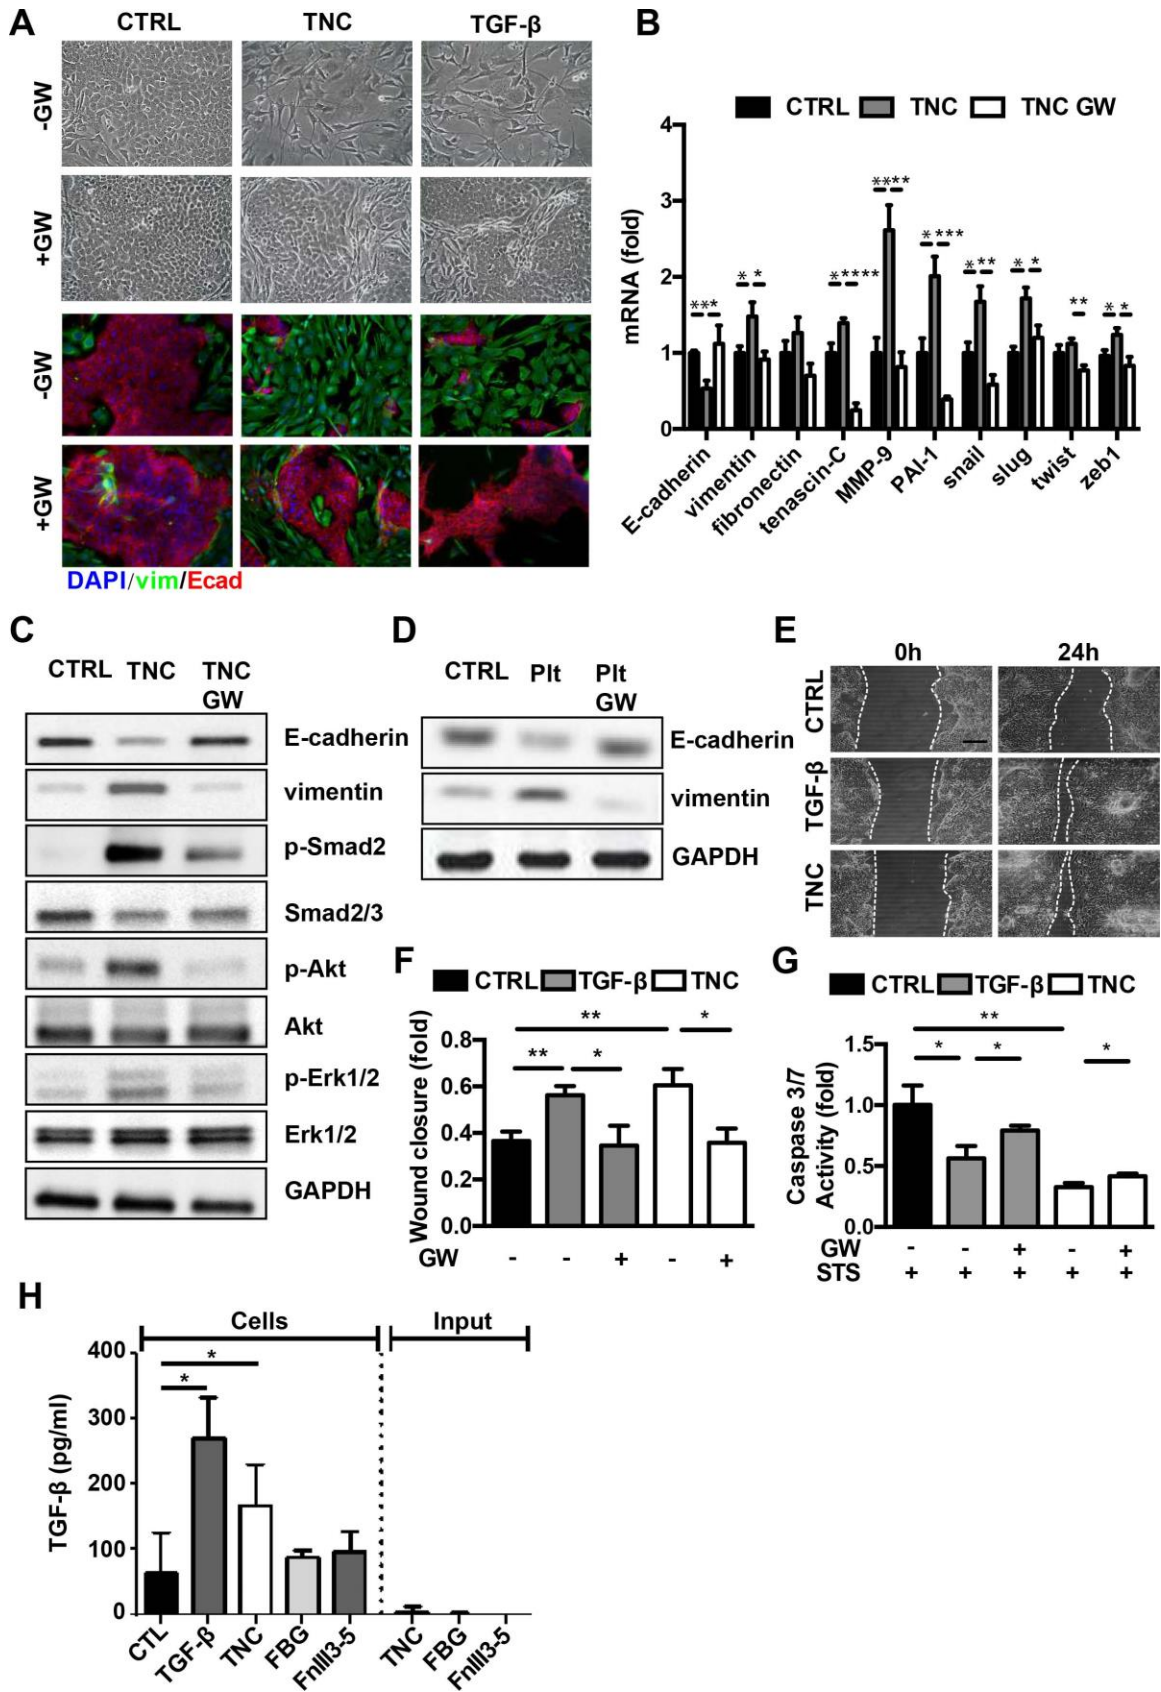 A
CTRL
TNC
TGF-β
-GW
+GW
-GW
+GW
DAPI/vim/Ecad
B
CTRL
TNC
TNC GW
mRNA (fold)
4
3
2
1
0
***
*
*
*
*
****
**
**
*
***
*
**
*
*
**
*
*
E-cadherin
vimentin
fibronectin
tenascin-C
MMP-9
PAI-1
snail
slug
twist
zeb1
C
CTRL
TNC
TNC
GW
E-cadherin
vimentin
p-Smad2
Smad2/3
p-Akt
Akt
p-Erk1/2
Erk1/2
GAPDH
D
CTRL
Plt
Plt
GW
E-cadherin
vimentin
GAPDH
E
0h
24h
CTRL
TGF-β
TNC
F
CTRL
TGF-β
TNC
Wound closure (fold)
0.8
0.6
0.4
0.2
0.0
**
*
**
*
GW
- - + - +
G
CTRL
TGF-β
TNC
Caspase 3/7
Activity (fold)
1.5
1.0
0.5
0.0
**
*
*
*
GW
- - + - +
STS
+ + + + +
H
Cells
Input
TGF-β (pg/ml)
400
300
200
100
0
*
*
CTL
TGF-β
TNC
FBG
FnIII3-5
TNC
FBG
FnIII3-5